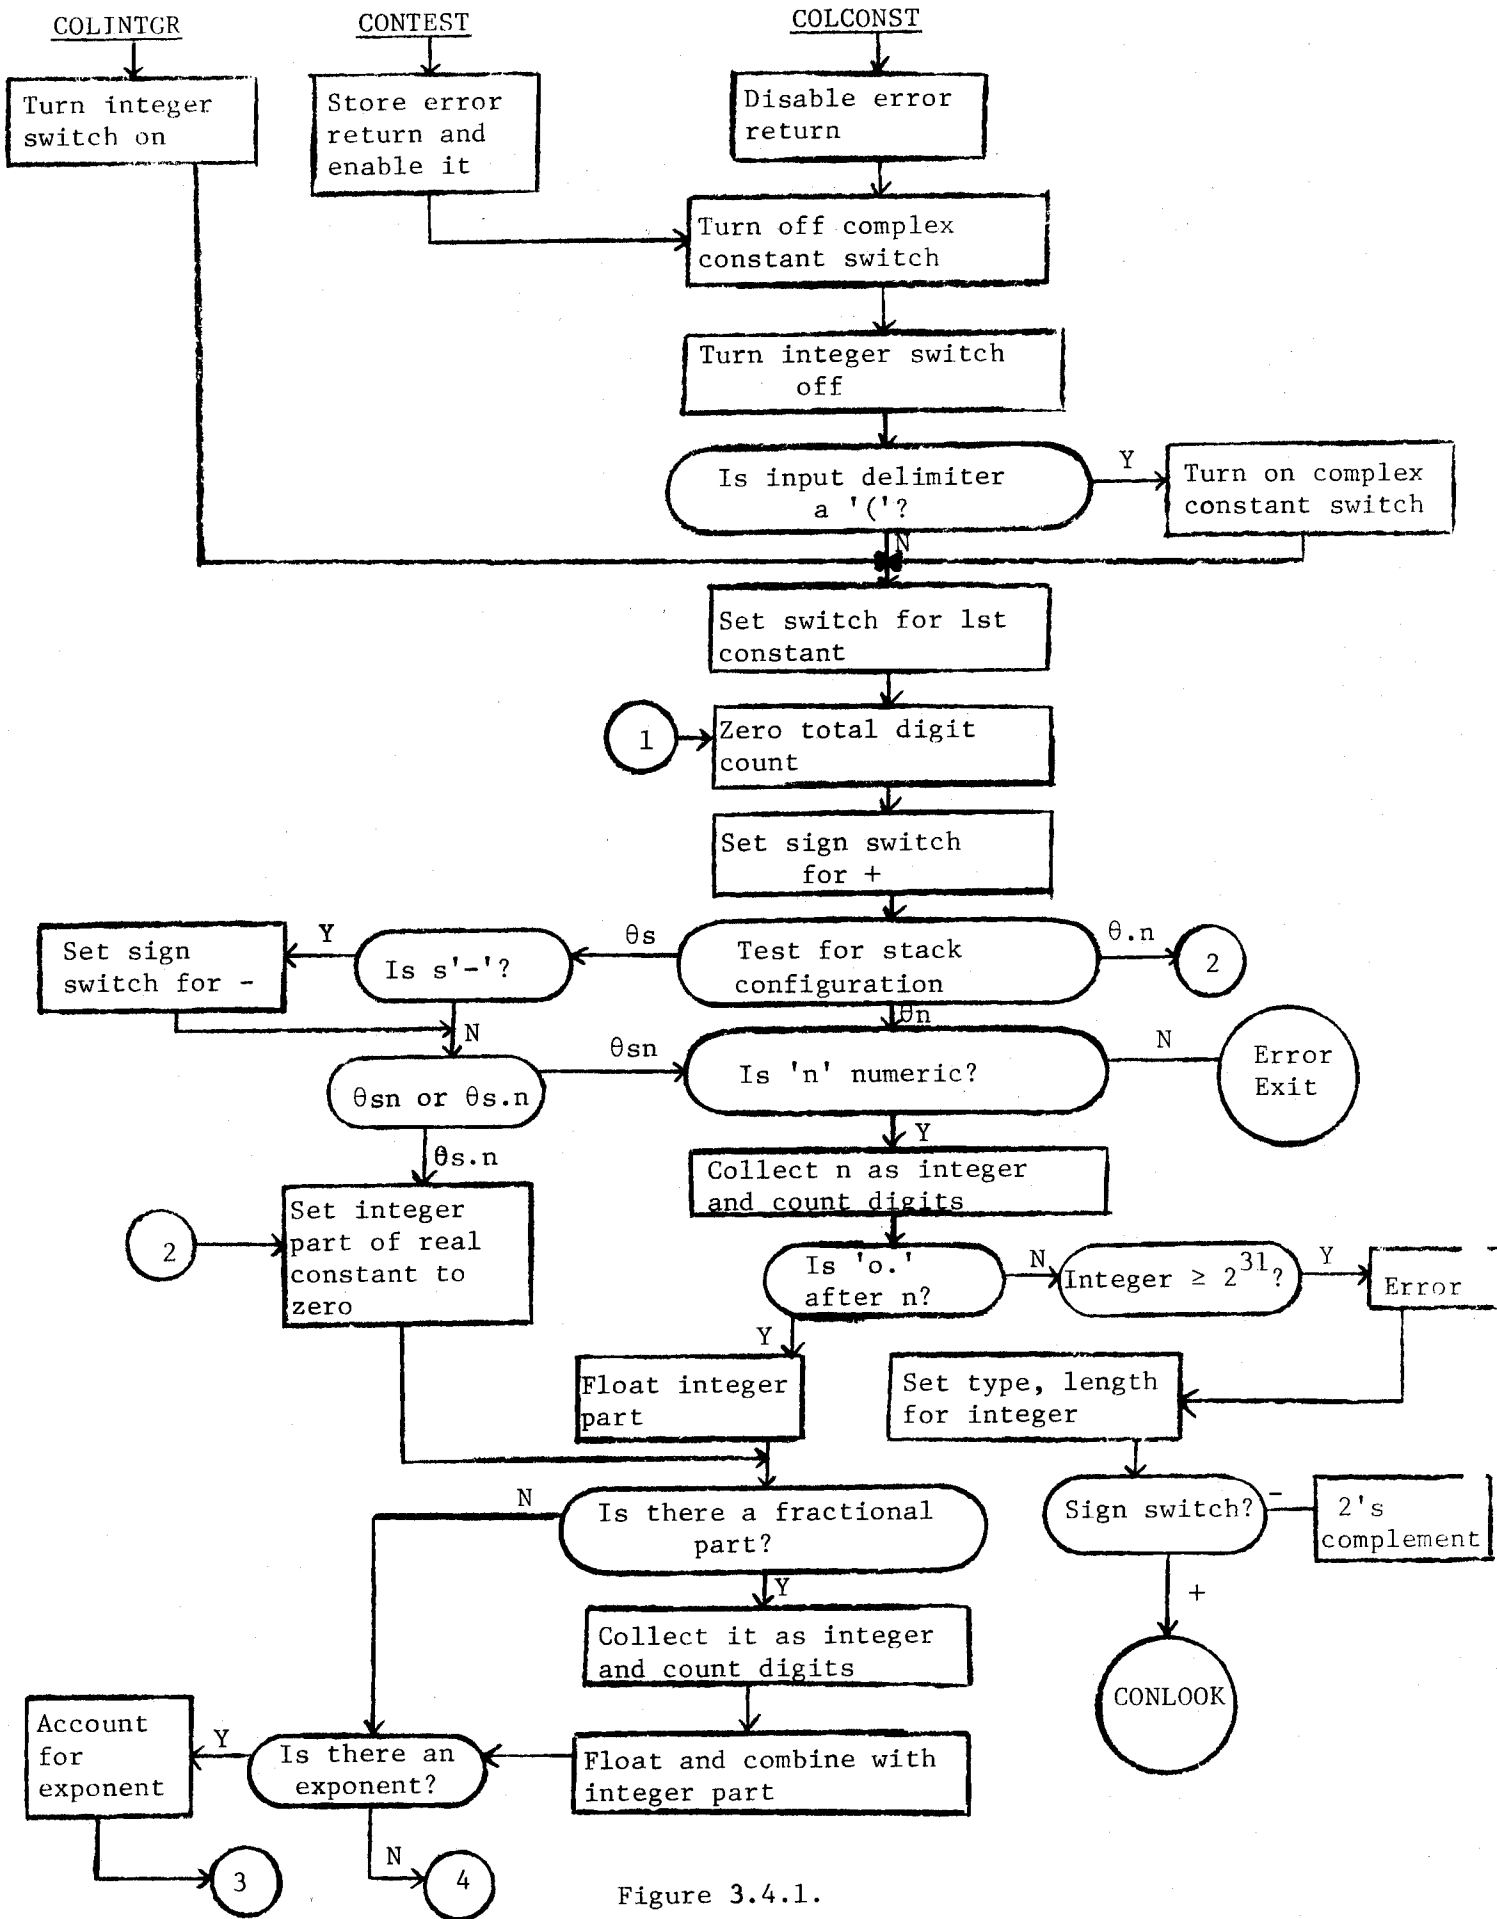 COLINTGR
CONTEST
COLCONST
Turn integer
switch on
Store error
return and
enable it
Disable error
return
Turn off complex
constant switch
Turn integer switch
off
Is input delimiter
a '('?
Y
Turn on complex
constant switch
N
Set switch for 1st
constant
1
Zero total digit
count
Set sign switch
for +
Set sign
switch for -
Y
Is s'-'?
θs
Test for stack
configuration
θ.n
2
N
θn
θsn or θs.n
θsn
Is 'n' numeric?
N
Error
Exit
θs.n
Y
Collect n as integer
and count digits
2
Set integer
part of real
constant to
zero
Is 'o.'
after n?
N
Integer ≥ 2^31?
Y
Error
Y
Float integer
part
Set type, length
for integer
N
Is there a fractional
part?
Sign switch?
-
2's
complement
Y
+
Collect it as integer
and count digits
CONLOOK
Account
for
exponent
Y
Is there an
exponent?
Float and combine with
integer part
3
N
4
Figure 3.4.1.